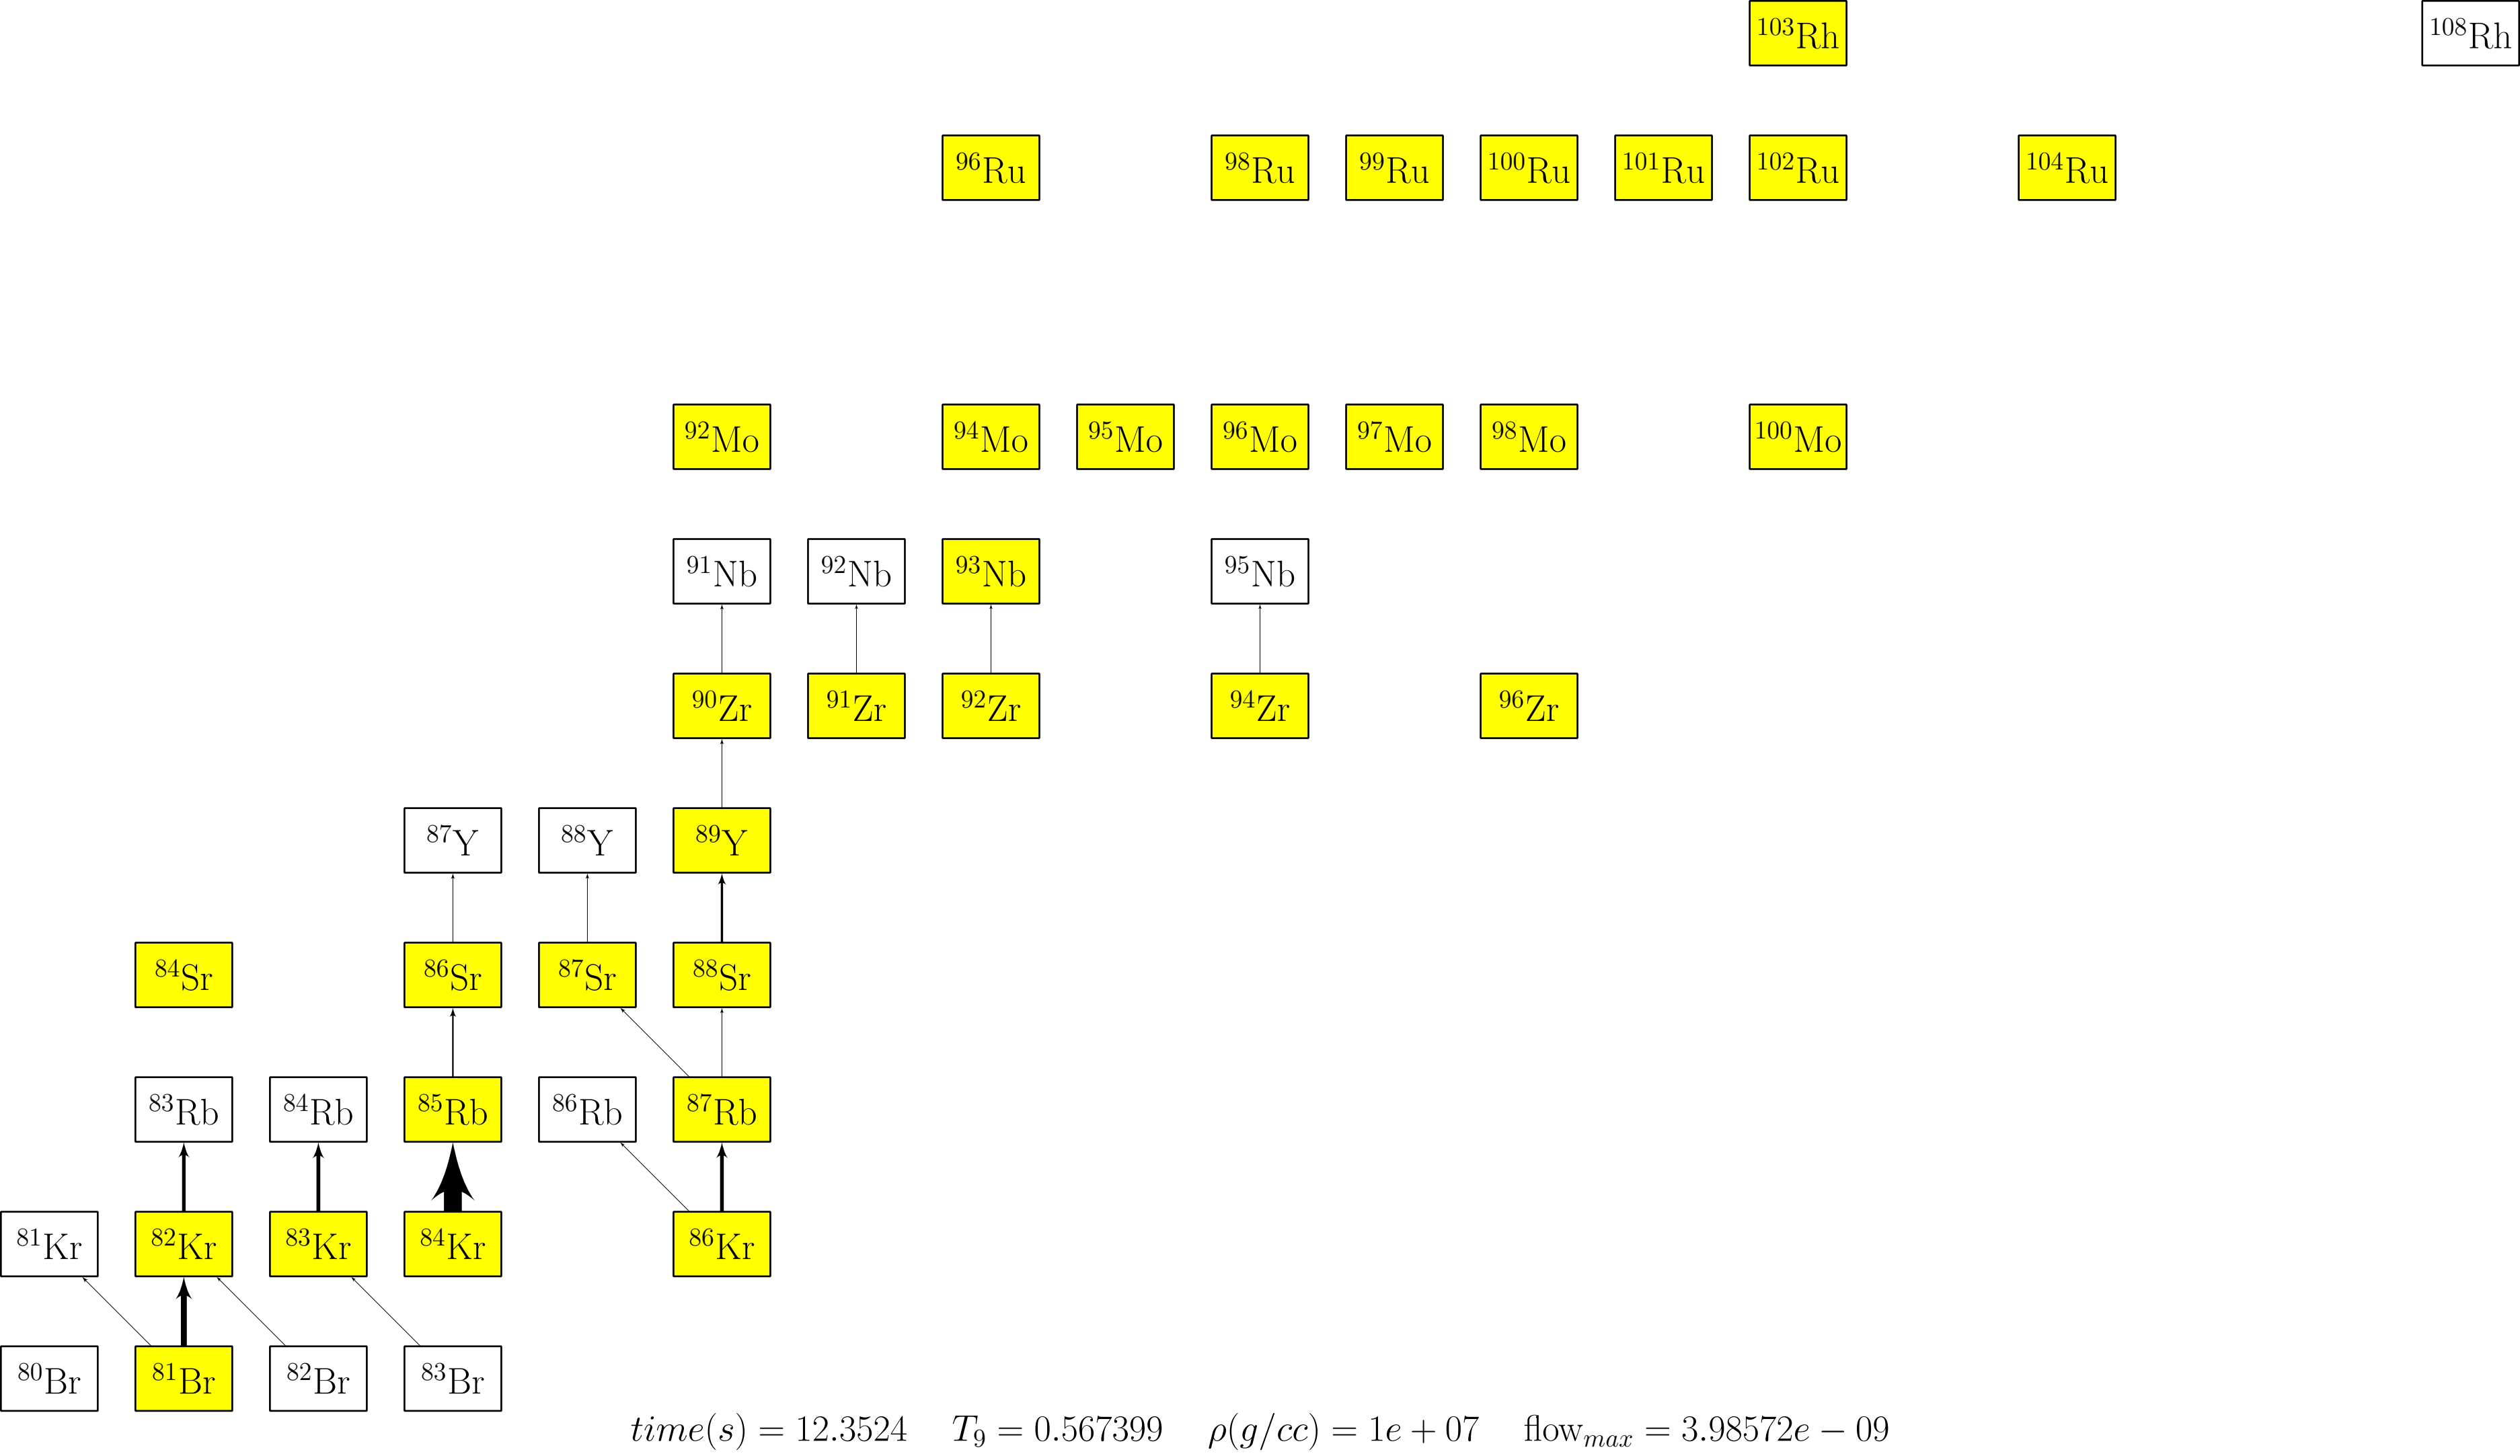 ¹⁰³Rh ¹⁰⁸Rh
⁹⁶Ru ⁹⁸Ru ⁹⁹Ru ¹⁰⁰Ru ¹⁰¹Ru ¹⁰²Ru ¹⁰⁴Ru
⁹²Mo ⁹⁴Mo ⁹⁵Mo ⁹⁶Mo ⁹⁷Mo ⁹⁸Mo ¹⁰⁰Mo
⁹¹Nb ⁹²Nb ⁹³Nb ⁹⁵Nb
⁹⁰Zr ⁹¹Zr ⁹²Zr ⁹⁴Zr ⁹⁶Zr
⁸⁷Y ⁸⁸Y ⁸⁹Y
⁸⁴Sr ⁸⁶Sr ⁸⁷Sr ⁸⁸Sr
⁸³Rb ⁸⁴Rb ⁸⁵Rb ⁸⁶Rb ⁸⁷Rb
⁸¹Kr ⁸²Kr ⁸³Kr ⁸⁴Kr ⁸⁶Kr
⁸⁰Br ⁸¹Br ⁸²Br ⁸³Br
time(s) = 12.3524 T₉ = 0.567399 ρ(g/cc) = 1e + 07 flowₘₐₓ = 3.98572e − 09